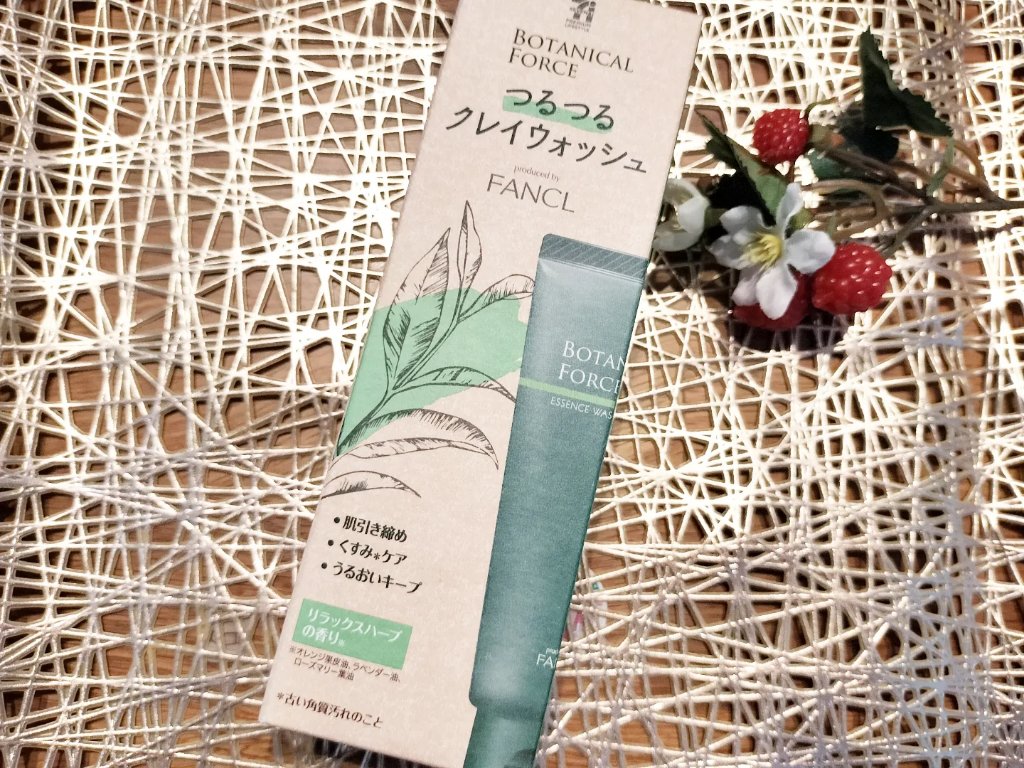 BOTANICAL
FORCE
つるつる
クレイウォッシュ
produced by
FANCL
BOTAN
FORCE
ESSENCE WAS
• 肌引き締め
• くすみ*ケア
• うるおいキープ
リラックスハーブ
の香り※
※オレンジ果皮油、ラベンダー油、
ローズマリー葉油
*古い角質汚れのこと
FA